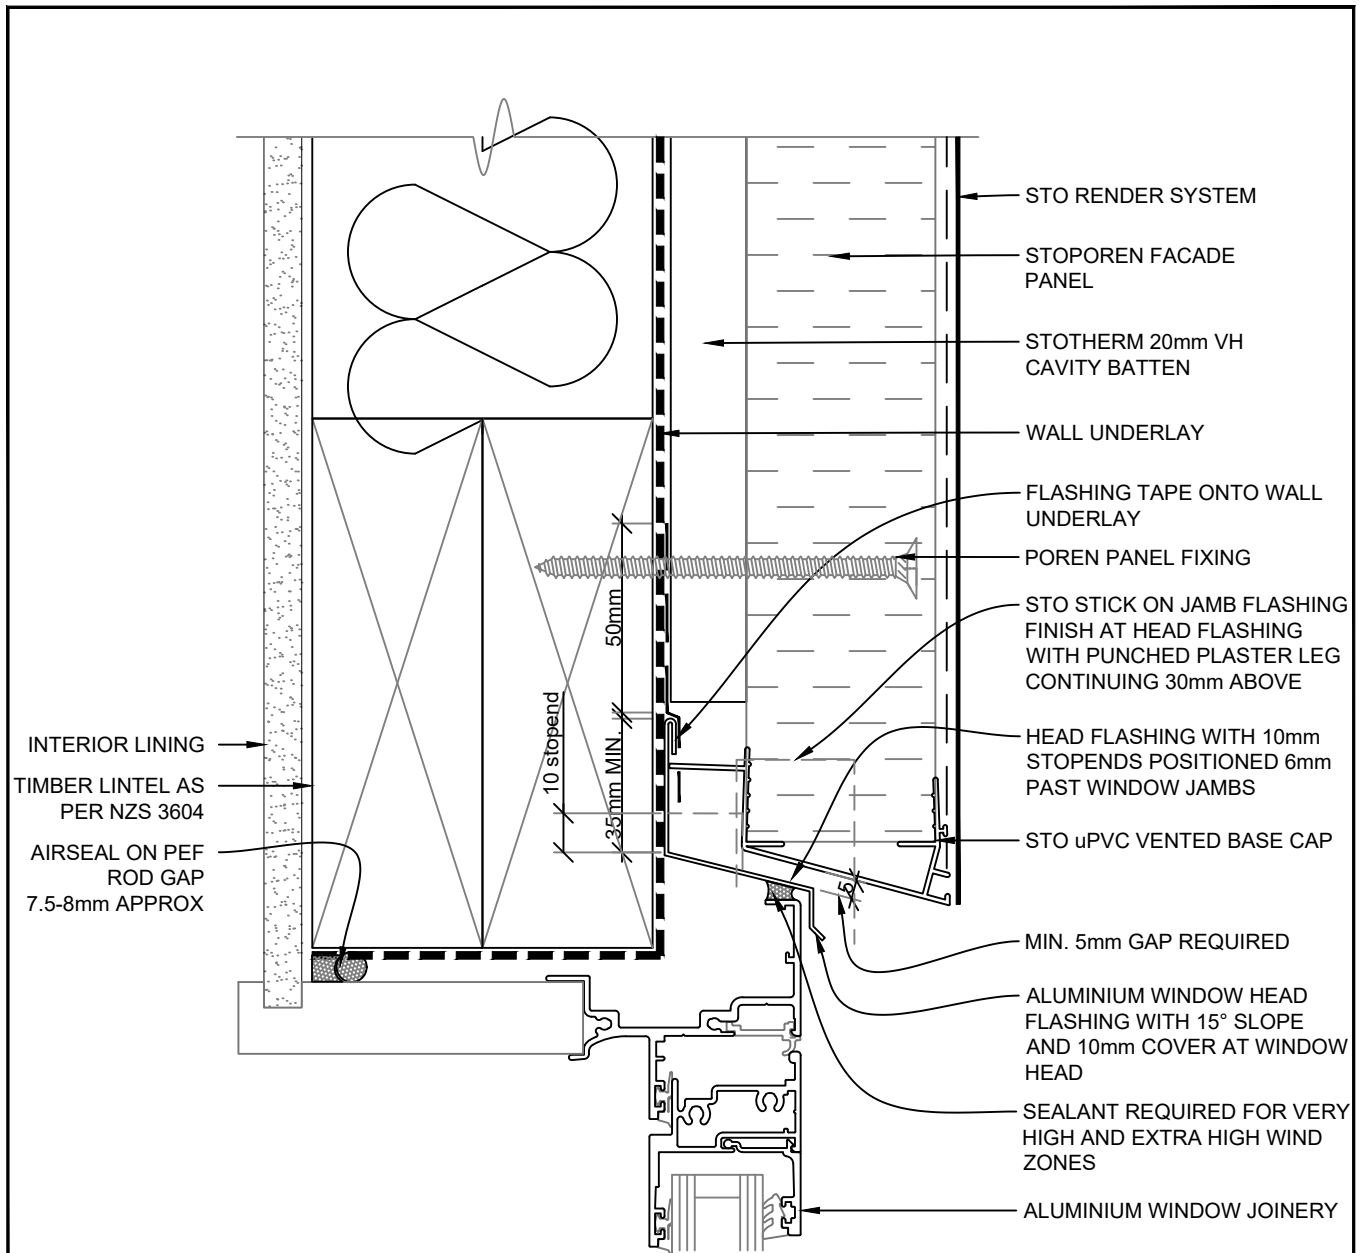 STO RENDER SYSTEM
STOPOREN FACADE
PANEL
STOTHERM 20mm VH
CAVITY BATTEN
WALL UNDERLAY
FLASHING TAPE ONTO WALL
UNDERLAY
POREN PANEL FIXING
STO STICK ON JAMB FLASHING
FINISH AT HEAD FLASHING
WITH PUNCHED PLASTER LEG
CONTINUING 30mm ABOVE
HEAD FLASHING WITH 10mm
STOPENDS POSITIONED 6mm
PAST WINDOW JAMBS
STO uPVC VENTED BASE CAP
MIN. 5mm GAP REQUIRED
ALUMINIUM WINDOW HEAD
FLASHING WITH 15° SLOPE
AND 10mm COVER AT WINDOW
HEAD
SEALANT REQUIRED FOR VERY
HIGH AND EXTRA HIGH WIND
ZONES
ALUMINIUM WINDOW JOINERY
50mm
10 stopend
35mm MIN.
5
INTERIOR LINING
TIMBER LINTEL AS
PER NZS 3604
AIRSEAL ON PEF
ROD GAP
7.5-8mm APPROX